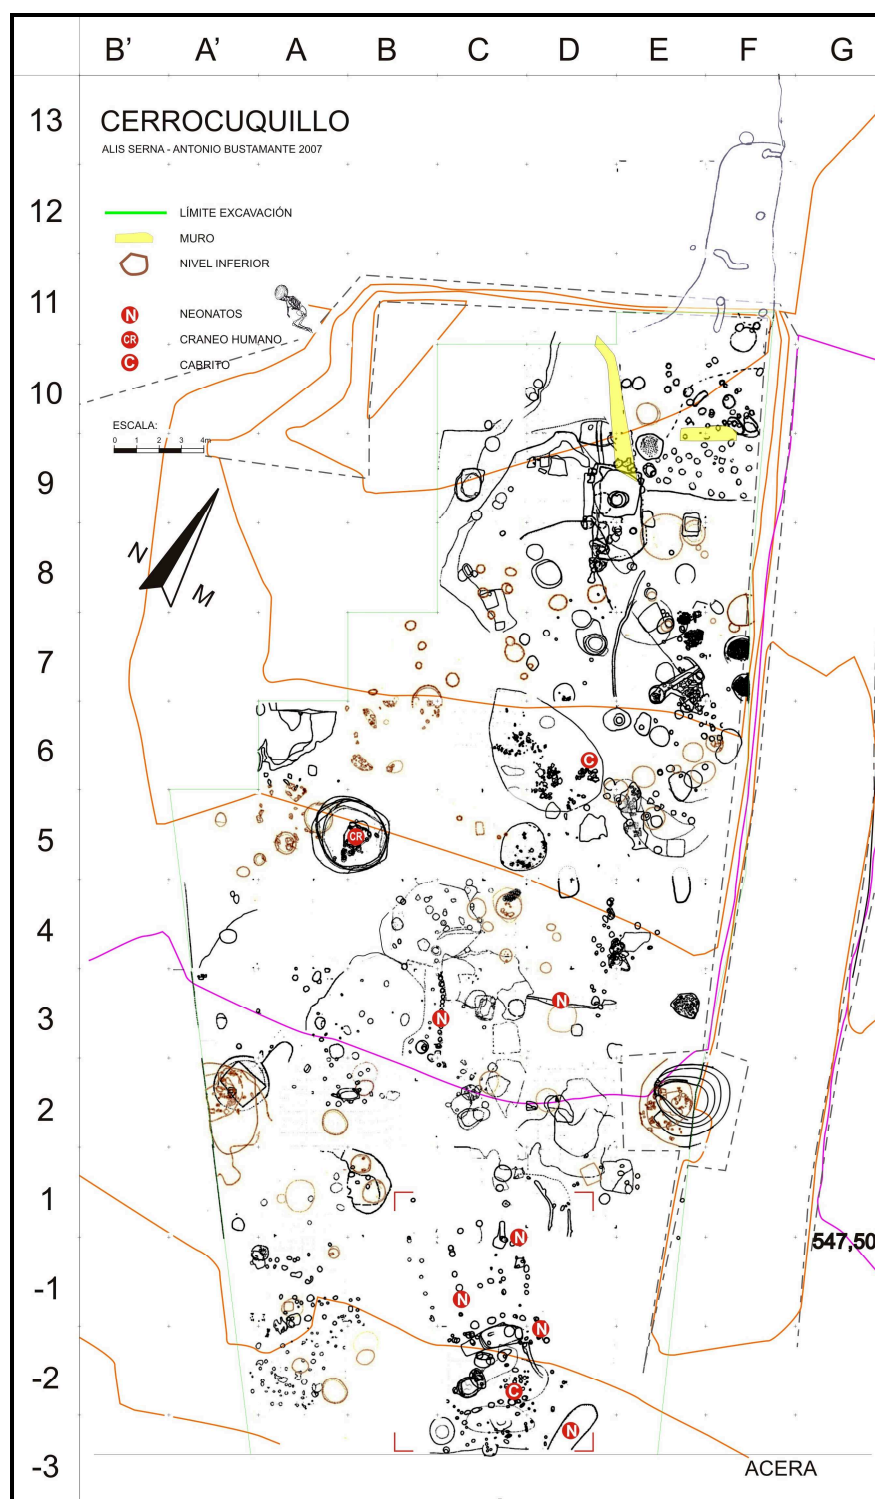 B' A' A B C D E F G
13
CERROCUQUILLO
ALIS SERNA - ANTONIO BUSTAMANTE 2007
12
LÍMITE EXCAVACIÓN
MURO
NIVEL INFERIOR
11
N NEONATOS
CR CRANEO HUMANO
C CABRITO
10
ESCALA:
0 1 2 3 4m
9
8
N M
7
6
C
5
CR
4
3
N
N
2
1
N
547,50
-1
N
N
-2
C
N
-3
ACERA